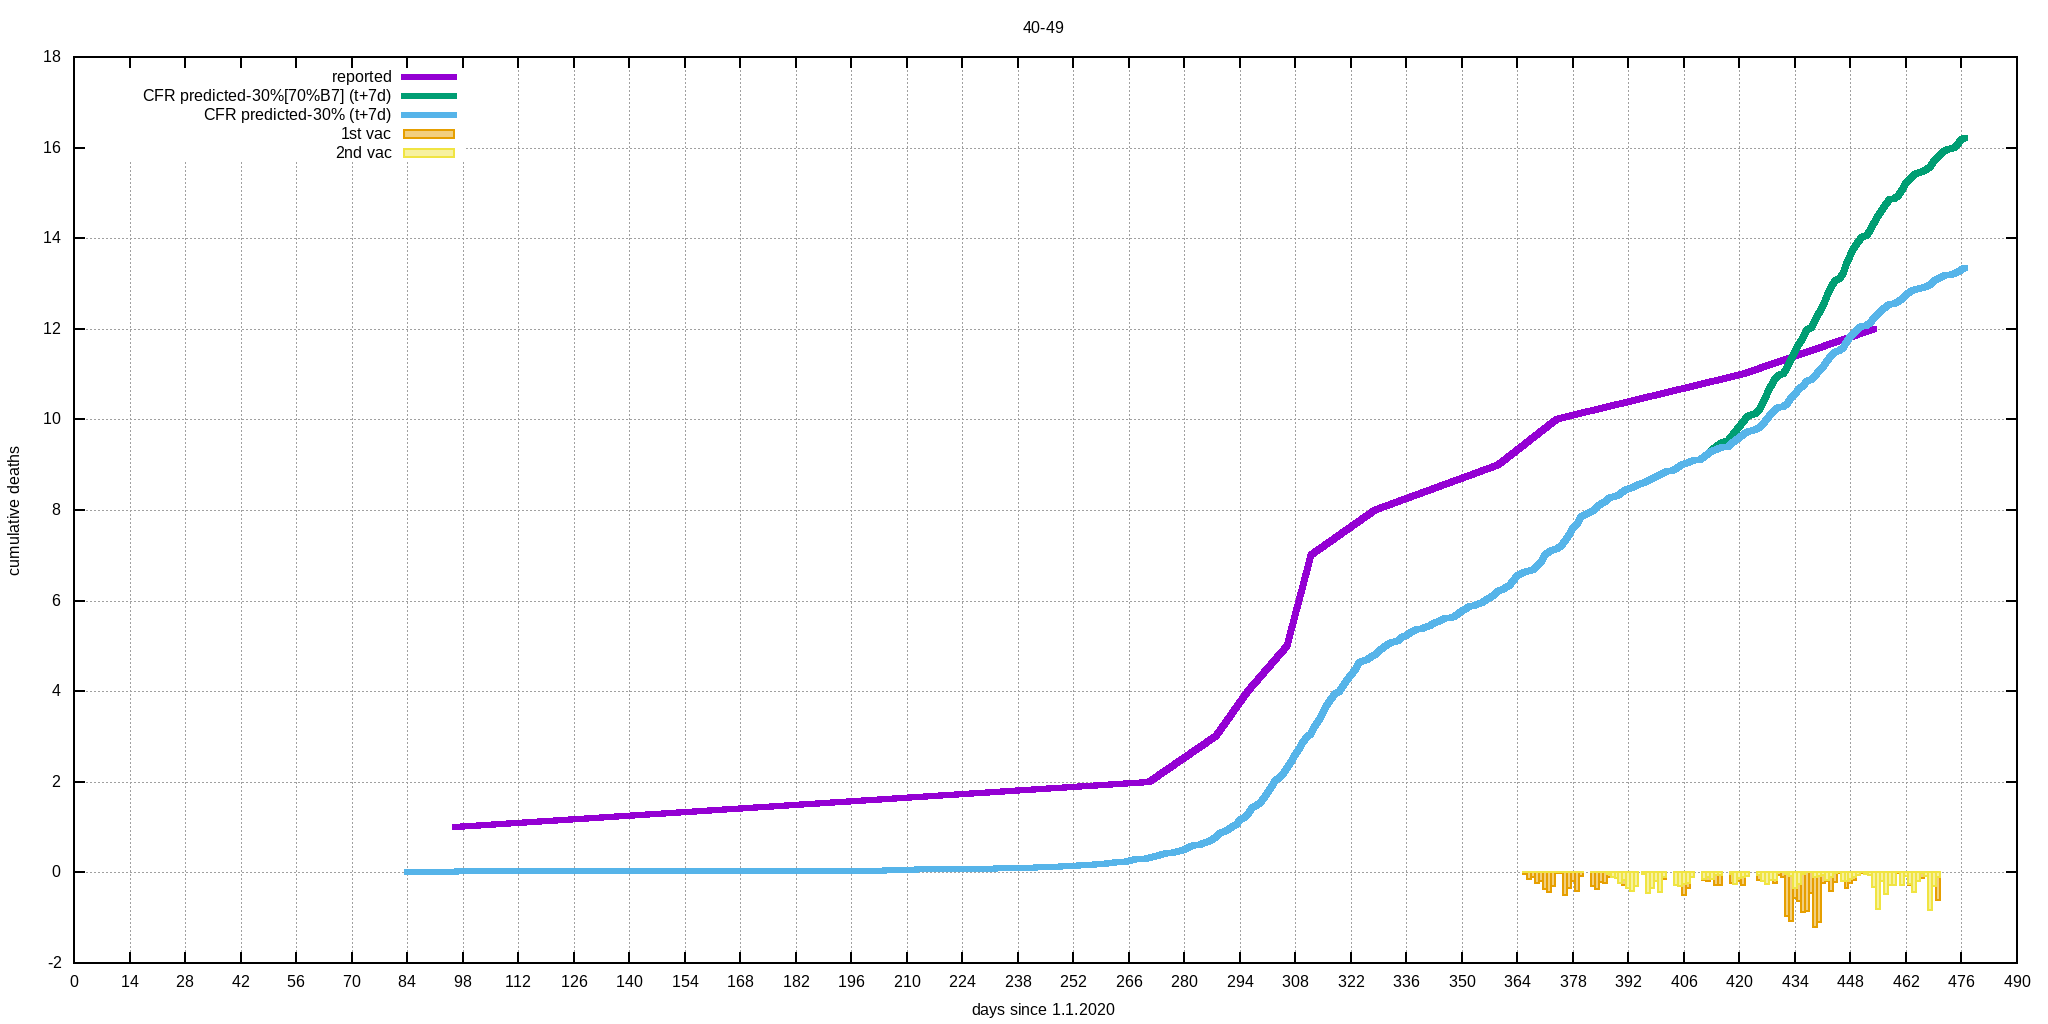 40-49
18
16
14
12
10
8
6
4
2
0
-2
cumulative deaths
reported
CFR predicted-30%[70%B7] (t+7d)
CFR predicted-30% (t+7d)
1st vac
2nd vac
0 14 28 42 56 70 84 98 112 126 140 154 168 182 196 210 224 238 252 266 280 294 308 322 336 350 364 378 392 406 420 434 448 462 476 490
days since 1.1.2020